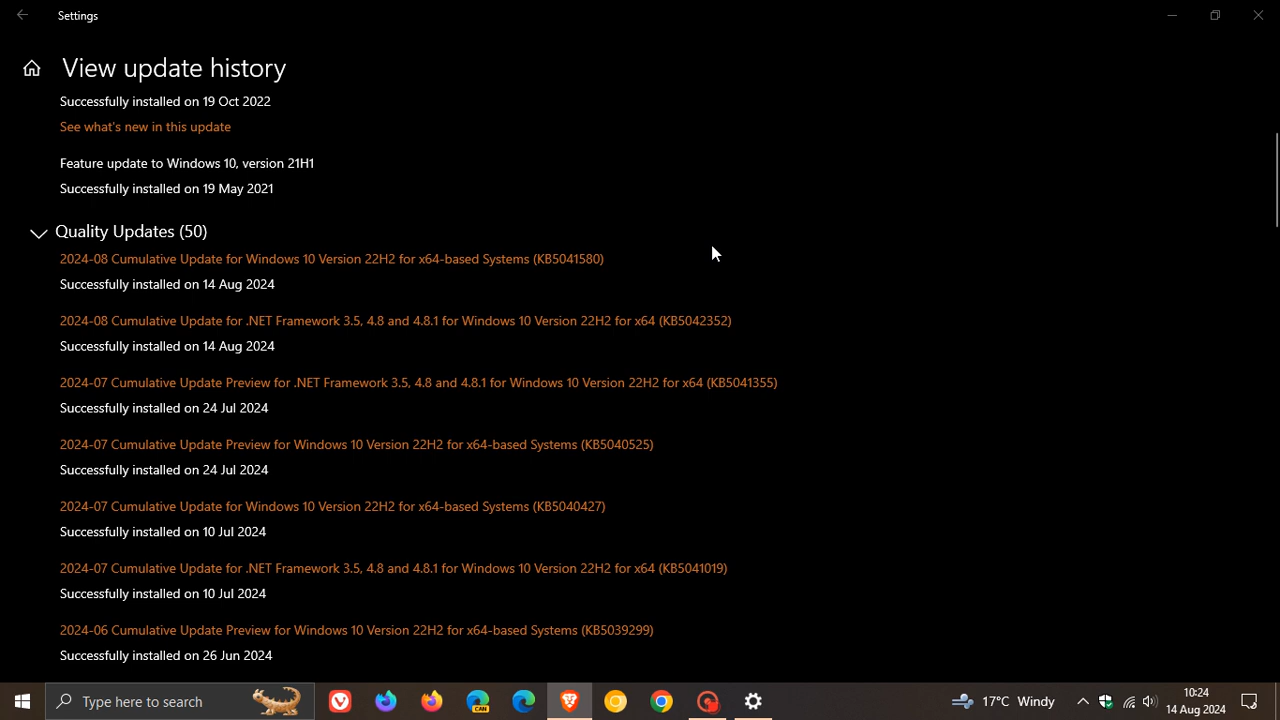 Settings
View update history
Successfully installed on 19 Oct 2022
See what's new in this update
Feature update to Windows 10, version 21H1
Successfully installed on 19 May 2021
Quality Updates (50)
2024-08 Cumulative Update for Windows 10 Version 22H2 for x64-based Systems (KB5041580)
Successfully installed on 14 Aug 2024
2024-08 Cumulative Update for .NET Framework 3.5, 4.8 and 4.8.1 for Windows 10 Version 22H2 for x64 (KB5042352)
Successfully installed on 14 Aug 2024
2024-07 Cumulative Update Preview for .NET Framework 3.5, 4.8 and 4.8.1 for Windows 10 Version 22H2 for x64 (KB5041355)
Successfully installed on 24 Jul 2024
2024-07 Cumulative Update Preview for Windows 10 Version 22H2 for x64-based Systems (KB5040525)
Successfully installed on 24 Jul 2024
2024-07 Cumulative Update for Windows 10 Version 22H2 for x64-based Systems (KB5040427)
Successfully installed on 10 Jul 2024
2024-07 Cumulative Update for .NET Framework 3.5, 4.8 and 4.8.1 for Windows 10 Version 22H2 for x64 (KB5041019)
Successfully installed on 10 Jul 2024
2024-06 Cumulative Update Preview for Windows 10 Version 22H2 for x64-based Systems (KB5039299)
Successfully installed on 26 Jun 2024
Type here to search
CAN
17°C Windy
10:24
14 Aug 2024